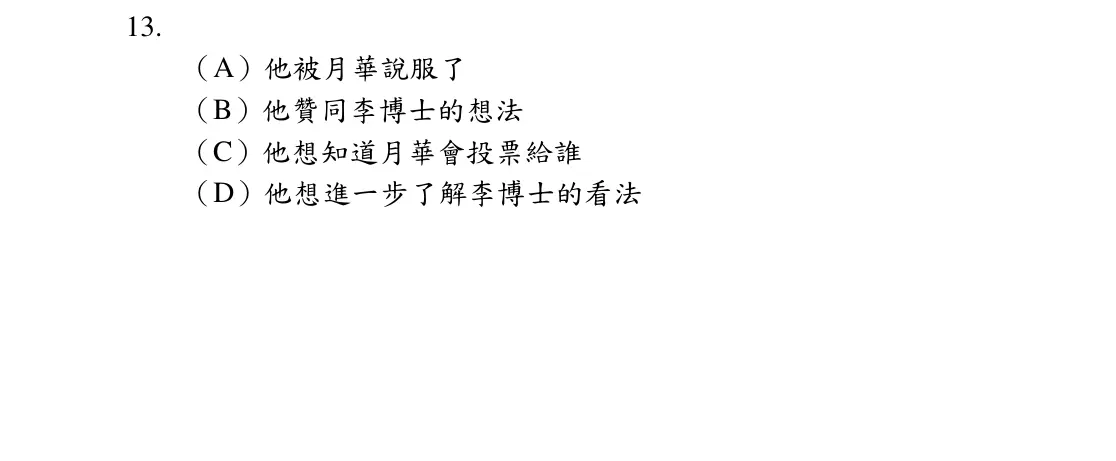 13.
（A）他被月華說服了
（B）他贊同李博士的想法
（C）他想知道月華會投票給誰
（D）他想進一步了解李博士的看法